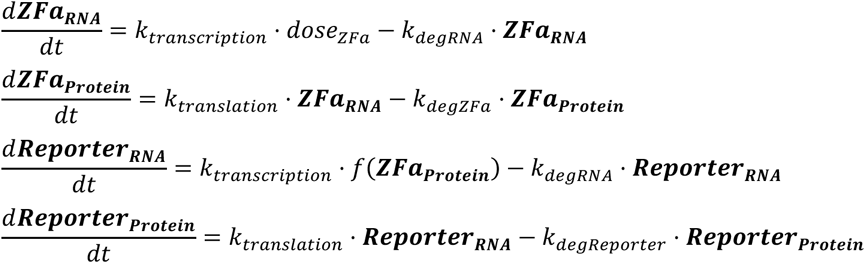 dZFa_RNA/dt = k_transcription · dose_ZFa − k_degRNA · ZFa_RNA
dZFa_Protein/dt = k_translation · ZFa_RNA − k_degZFa · ZFa_Protein
dReporter_RNA/dt = k_transcription · f(ZFa_Protein) − k_degRNA · Reporter_RNA
dReporter_Protein/dt = k_translation · Reporter_RNA − k_degReporter · Reporter_Protein